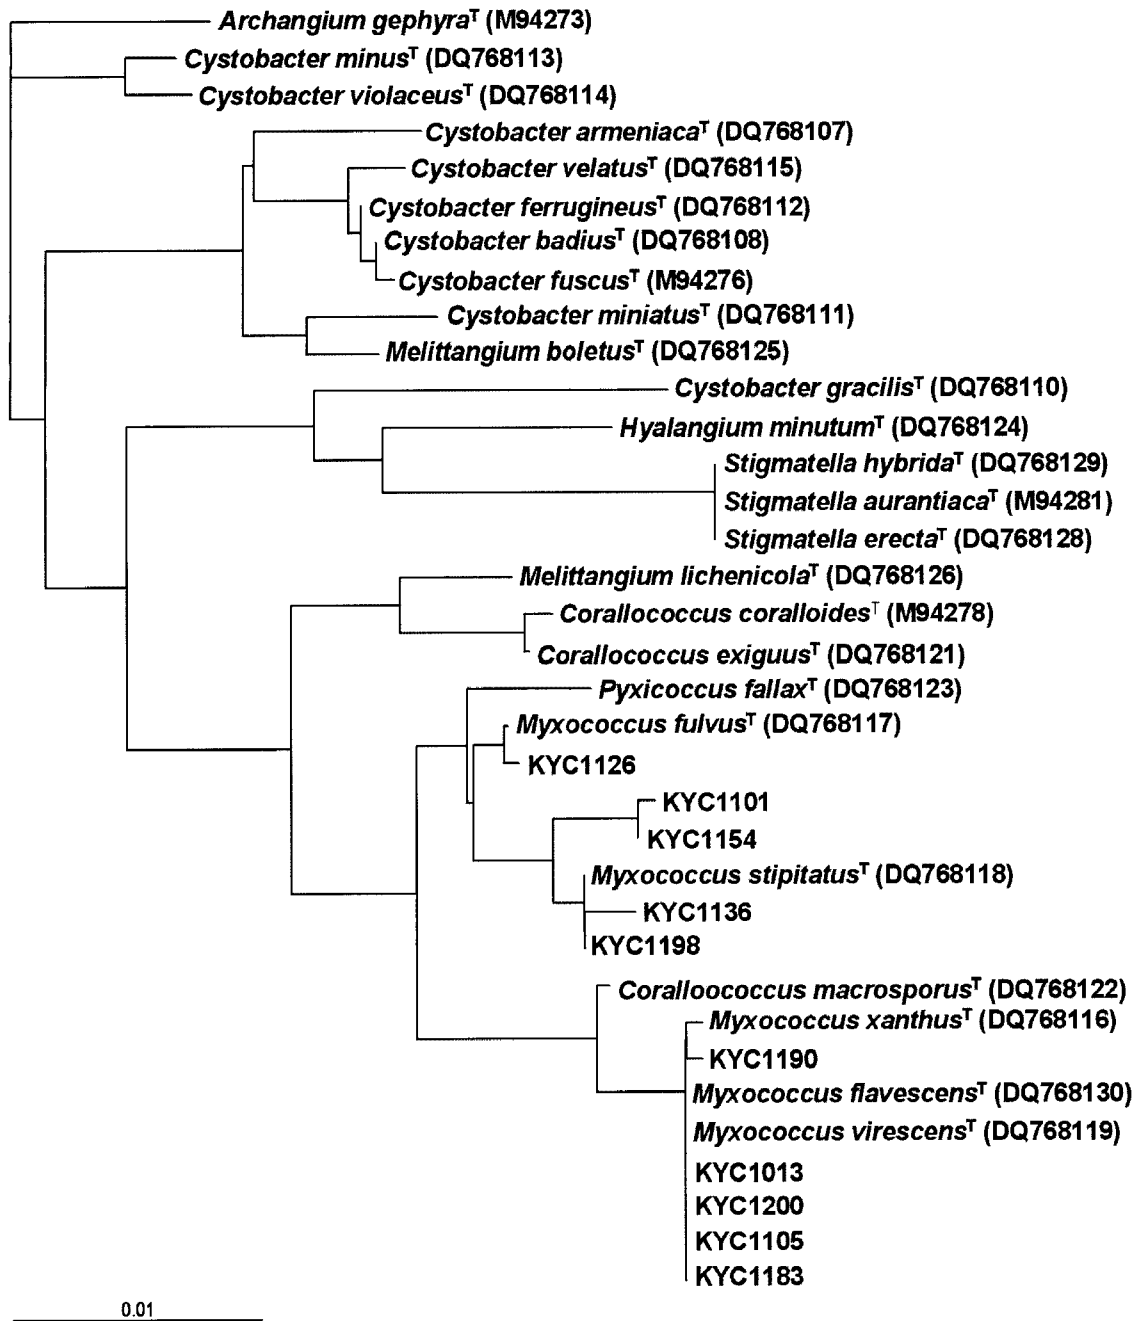 Archangium gephyraᵀ (M94273)
Cystobacter minusᵀ (DQ768113)
Cystobacter violaceusᵀ (DQ768114)
Cystobacter armeniacaᵀ (DQ768107)
Cystobacter velatusᵀ (DQ768115)
Cystobacter ferrugineusᵀ (DQ768112)
Cystobacter badiusᵀ (DQ768108)
Cystobacter fuscusᵀ (M94276)
Cystobacter miniatusᵀ (DQ768111)
Melittangium boletusᵀ (DQ768125)
Cystobacter gracilisᵀ (DQ768110)
Hyalangium minutumᵀ (DQ768124)
Stigmatella hybridaᵀ (DQ768129)
Stigmatella aurantiacaᵀ (M94281)
Stigmatella erectaᵀ (DQ768128)
Melittangium lichenicolaᵀ (DQ768126)
Corallococcus coralloidesᵀ (M94278)
Corallococcus exiguusᵀ (DQ768121)
Pyxicoccus fallaxᵀ (DQ768123)
Myxococcus fulvusᵀ (DQ768117)
KYC1126
KYC1101
KYC1154
Myxococcus stipitatusᵀ (DQ768118)
KYC1136
KYC1198
Coralloococcus macrosporusᵀ (DQ768122)
Myxococcus xanthusᵀ (DQ768116)
KYC1190
Myxococcus flavescensᵀ (DQ768130)
Myxococcus virescensᵀ (DQ768119)
KYC1013
KYC1200
KYC1105
KYC1183
0.01